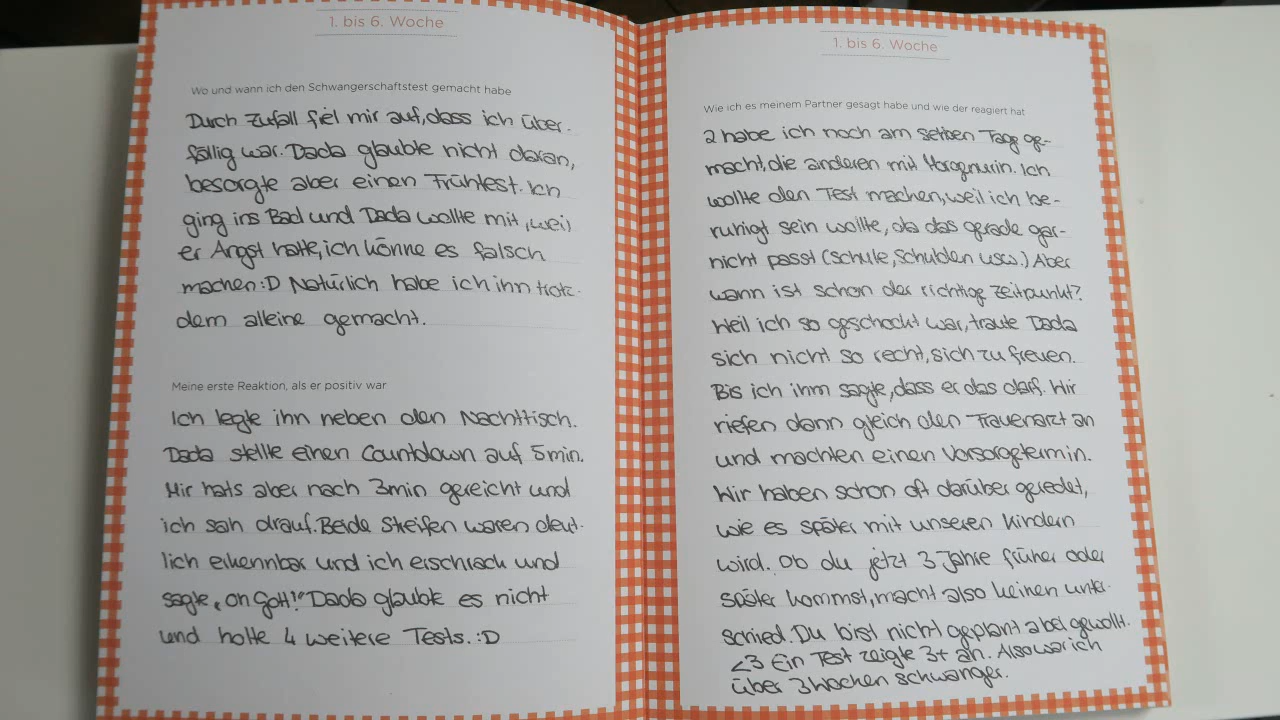 1. bis 6. Woche
Wo und wann ich den Schwangerschaftstest gemacht habe
Durch Zufall fiel mir auf, dass ich über-
fällig war. Dada glaubte nicht daran,
besorgte aber einen Frühtest. Ich
ging ins Bad und Dada wollte mit, weil
er Angst hatte, ich könne es falsch
machen :D Natürlich habe ich ihn trotz-
dem alleine gemacht.
Meine erste Reaktion, als er positiv war
Ich legte ihn neben den Nachttisch.
Dada stellte einen Countdown auf 5min.
Mir hats aber nach 3min gereicht und
ich sah drauf. Beide Streifen waren deut-
lich erkennbar und ich erschrack und
sagte „oh Gott!" Dada glaubte es nicht
und holte 4 weitere Tests. :D
1. bis 6. Woche
Wie ich es meinem Partner gesagt habe und wie der reagiert hat
2 habe ich noch am selben Tag ge-
macht, die anderen mit Morgenurin. Ich
wollte den Test machen, weil ich be-
ruhigt sein wollte, da das gerade gar-
nicht passt (Schule, Schulden usw.) Aber
wann ist schon der richtige Zeitpunkt?
Weil ich so geschockt war, traute Dada
sich nicht so recht, sich zu freuen.
Bis ich ihm sagte, dass er das darf. Wir
riefen dann gleich den Frauenarzt an
und machten einen Vorsorgetermin.
Wir haben schon oft darüber geredet,
wie es später mit unseren Kindern
wird. Ob du jetzt 3 Jahre früher oder
später kommst, macht also keinen unter-
schied. Du bist nicht geplant aber gewollt.
<3 Ein Test zeigte 3+ an. Also war ich
über 3 Wochen schwanger.